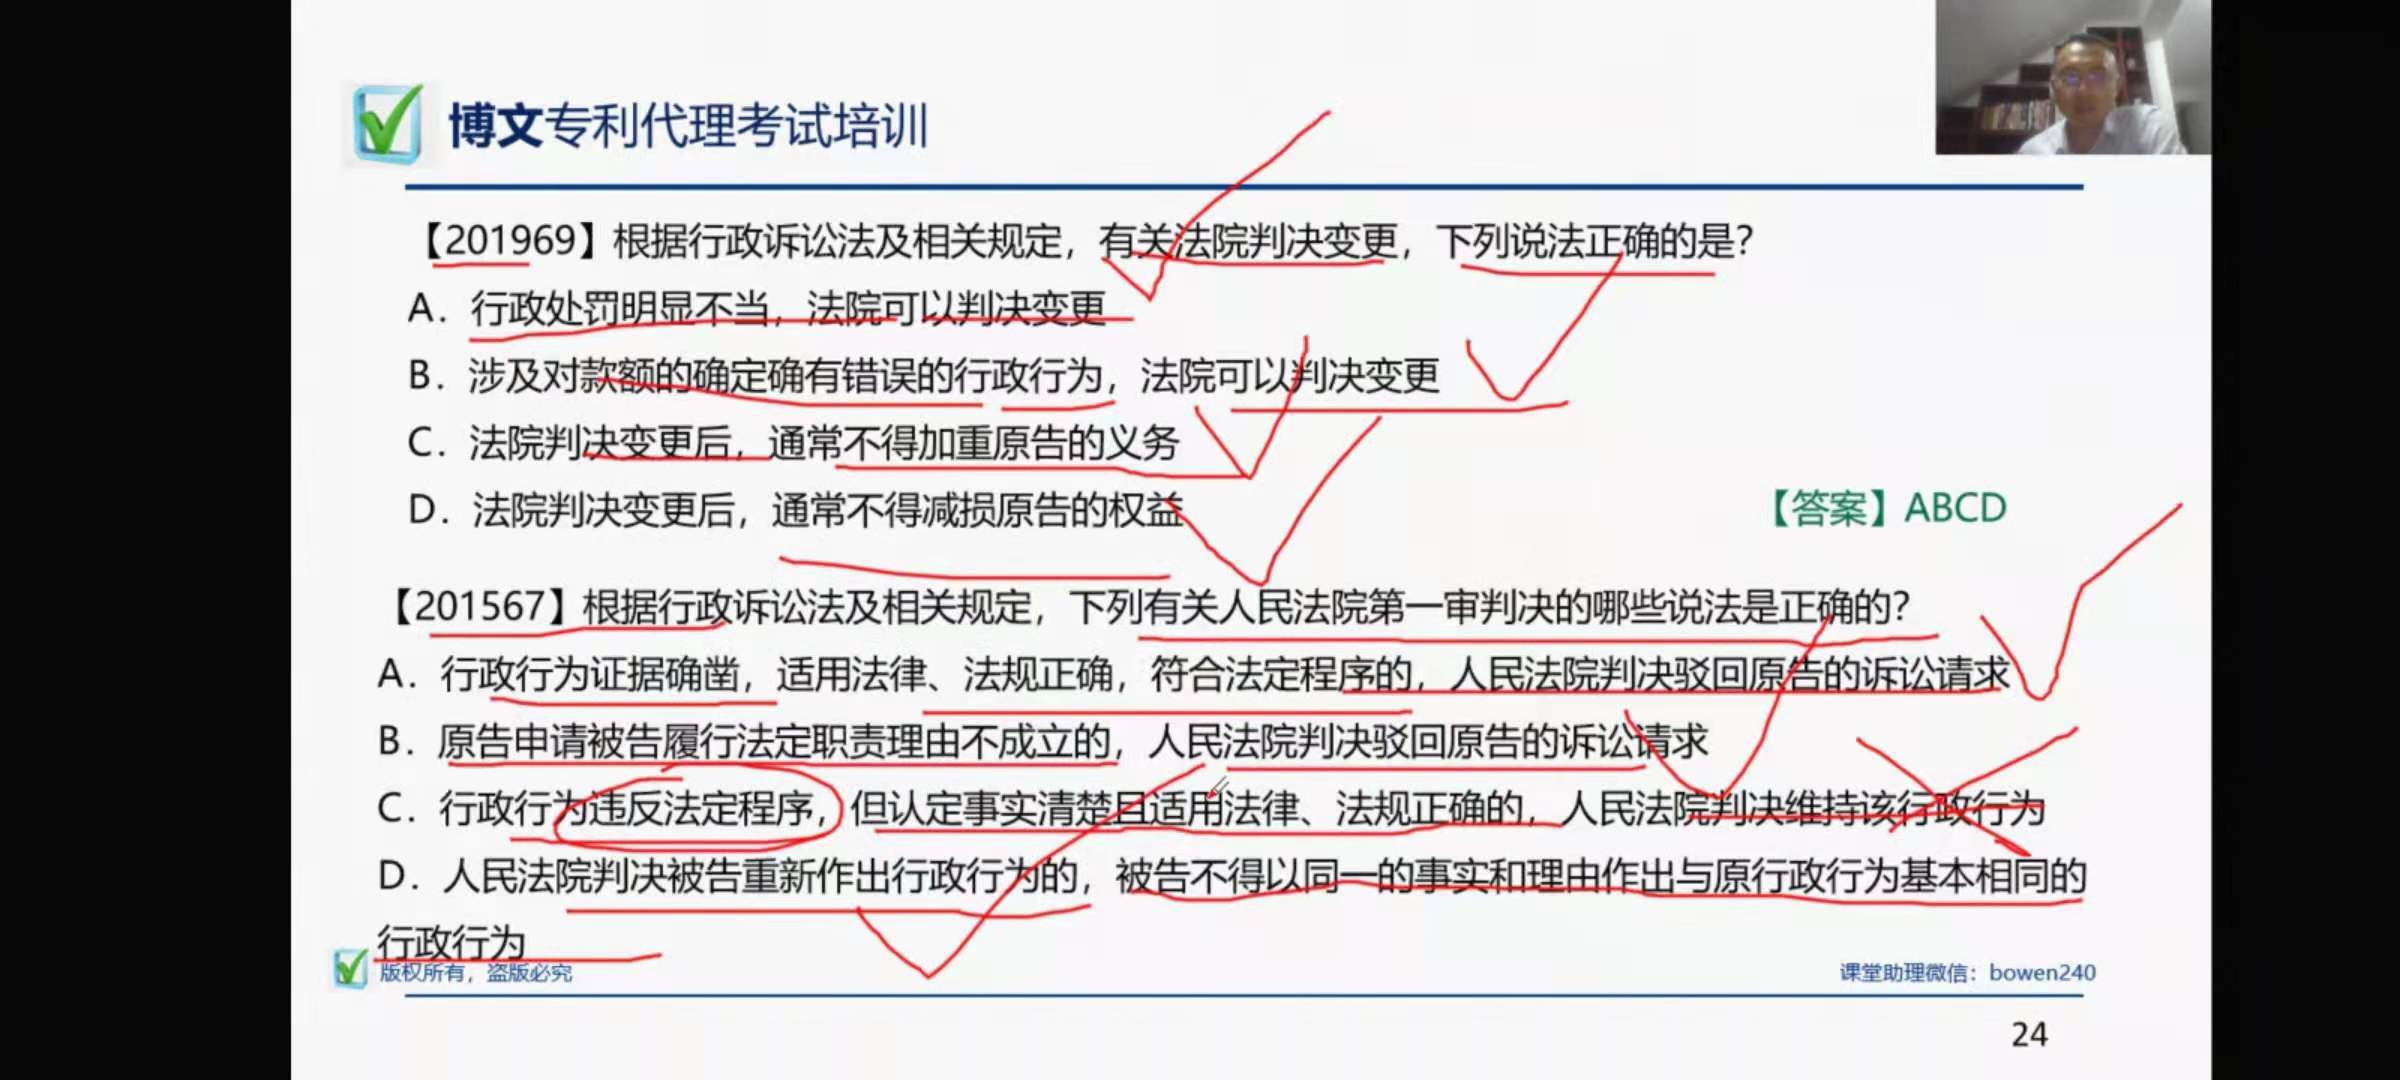 博文专利代理考试培训
【201969】根据行政诉讼法及相关规定，有关法院判决变更，下列说法正确的是？
A．行政处罚明显不当，法院可以判决变更
B．涉及对款额的确定确有错误的行政行为，法院可以判决变更
C．法院判决变更后，通常不得加重原告的义务
D．法院判决变更后，通常不得减损原告的权益
【答案】ABCD
【201567】根据行政诉讼法及相关规定，下列有关人民法院第一审判决的哪些说法是正确的？
A．行政行为证据确凿，适用法律、法规正确，符合法定程序的，人民法院判决驳回原告的诉讼请求
B．原告申请被告履行法定职责理由不成立的，人民法院判决驳回原告的诉讼请求
C．行政行为违反法定程序，但认定事实清楚且适用法律、法规正确的，人民法院判决维持该行政行为
D．人民法院判决被告重新作出行政行为的，被告不得以同一的事实和理由作出与原行政行为基本相同的
行政行为
版权所有，盗版必究
课堂助理微信：bowen240
24